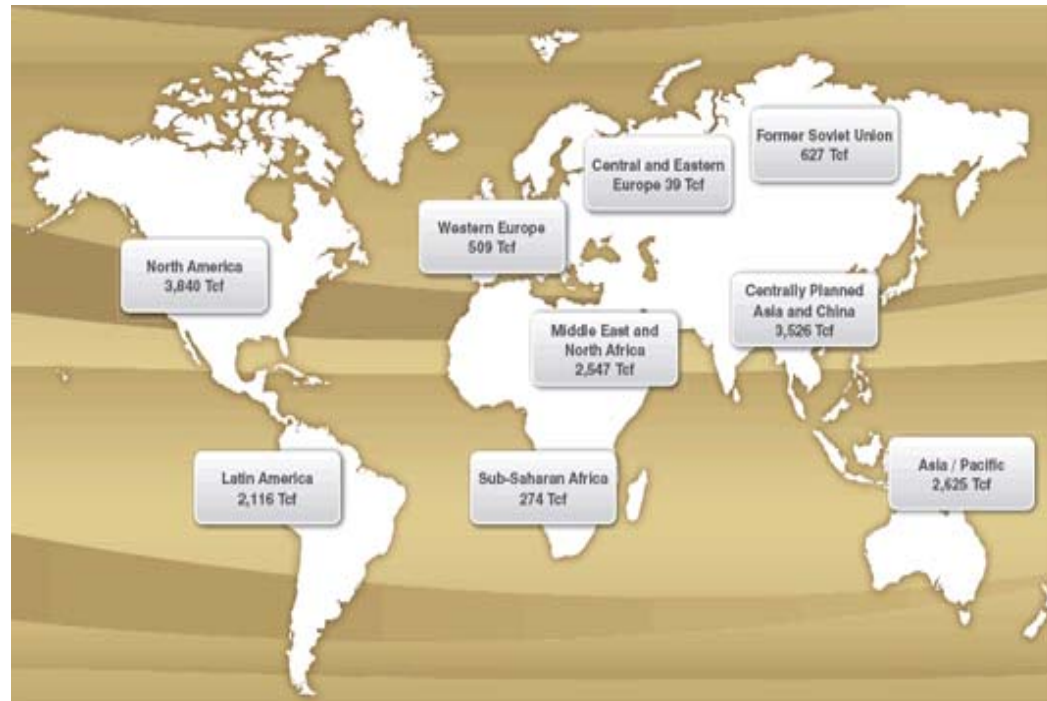 Former Soviet Union
627 Tcf
Central and Eastern
Europe 39 Tcf
Western Europe
509 Tcf
North America
3,840 Tcf
Centrally Planned
Asia and China
3,526 Tcf
Middle East and
North Africa
2,547 Tcf
Latin America
2,116 Tcf
Sub-Saharan Africa
274 Tcf
Asia / Pacific
2,625 Tcf